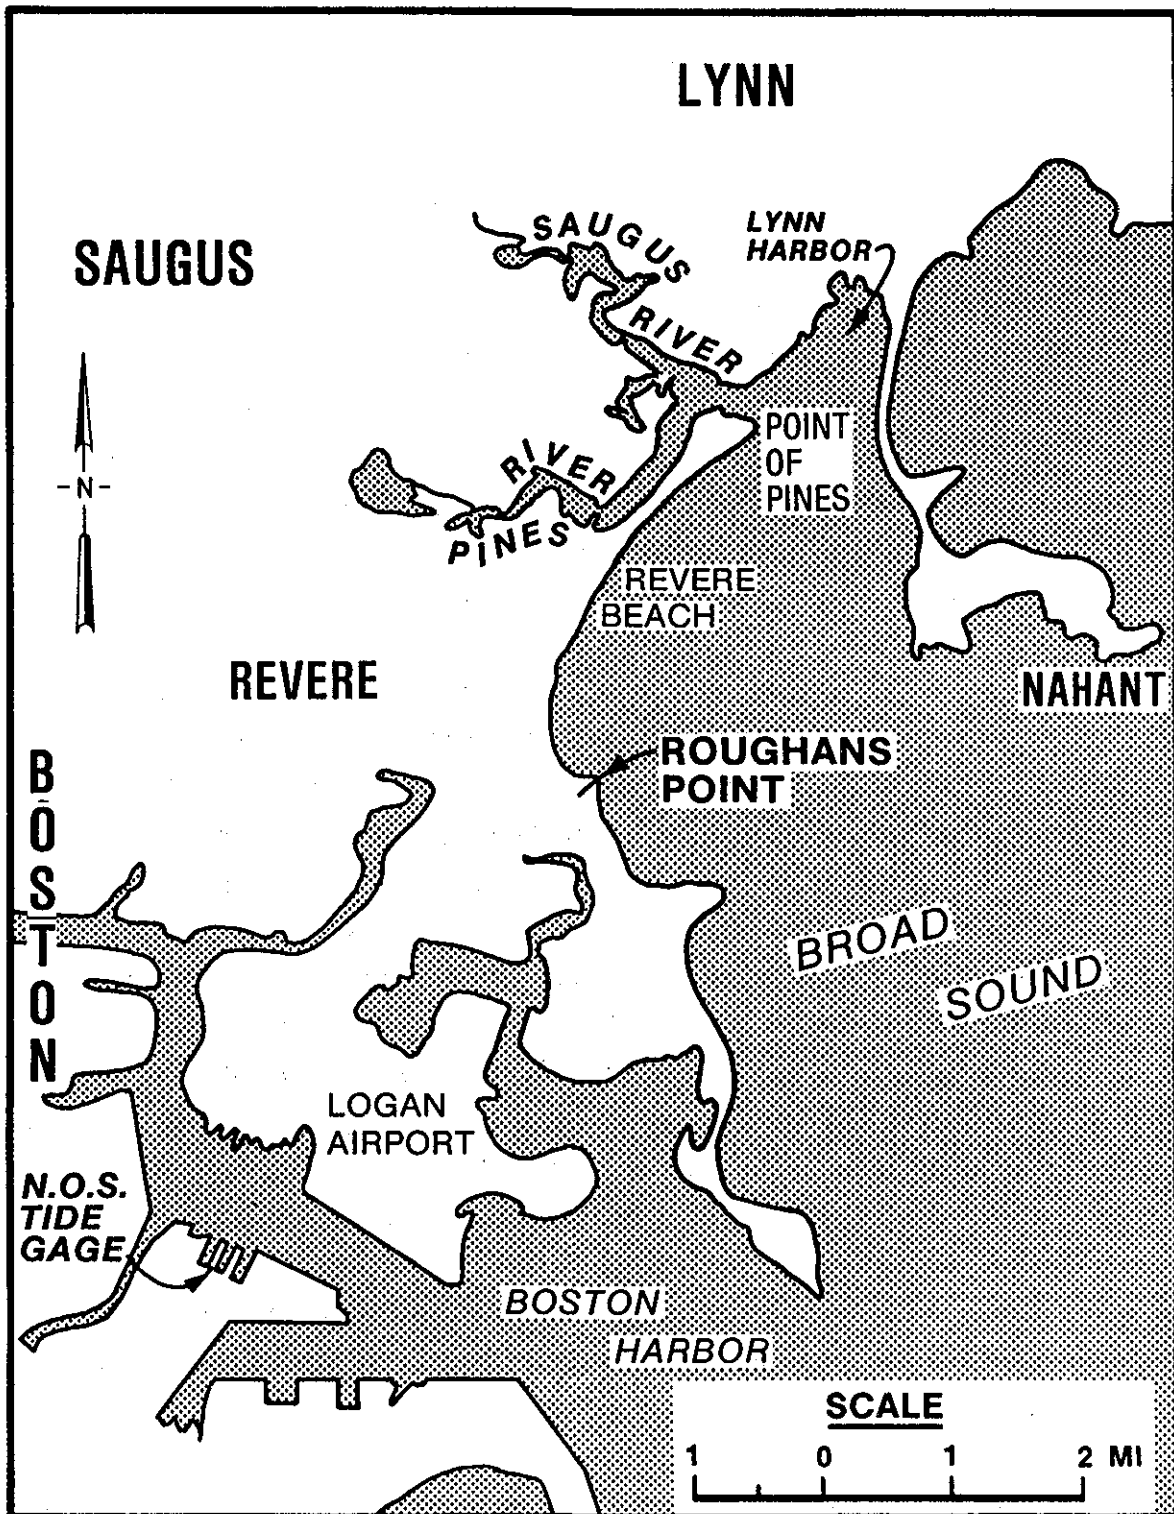 LYNN
SAUGUS
RIVER
LYNN
HARBOR
SAUGUS
POINT
OF
PINES
RIVER
PINES
-N-
REVERE
BEACH
REVERE
NAHANT
ROUGHANS
POINT
BOSTON
BROAD
SOUND
LOGAN
AIRPORT
N.O.S.
TIDE
GAGE
BOSTON
HARBOR
SCALE
1 0 1 2 MI